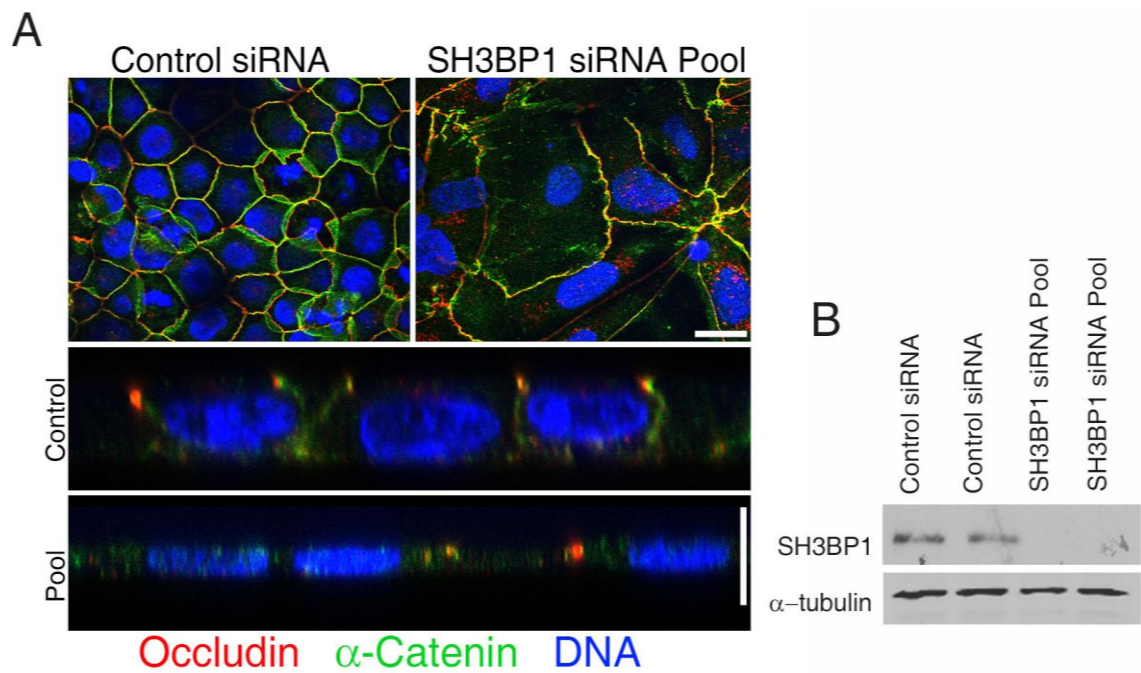 A
Control siRNA
SH3BP1 siRNA Pool
Control
Pool
Occludin α-Catenin DNA
B
Control siRNA
Control siRNA
SH3BP1 siRNA Pool
SH3BP1 siRNA Pool
SH3BP1
α–tubulin